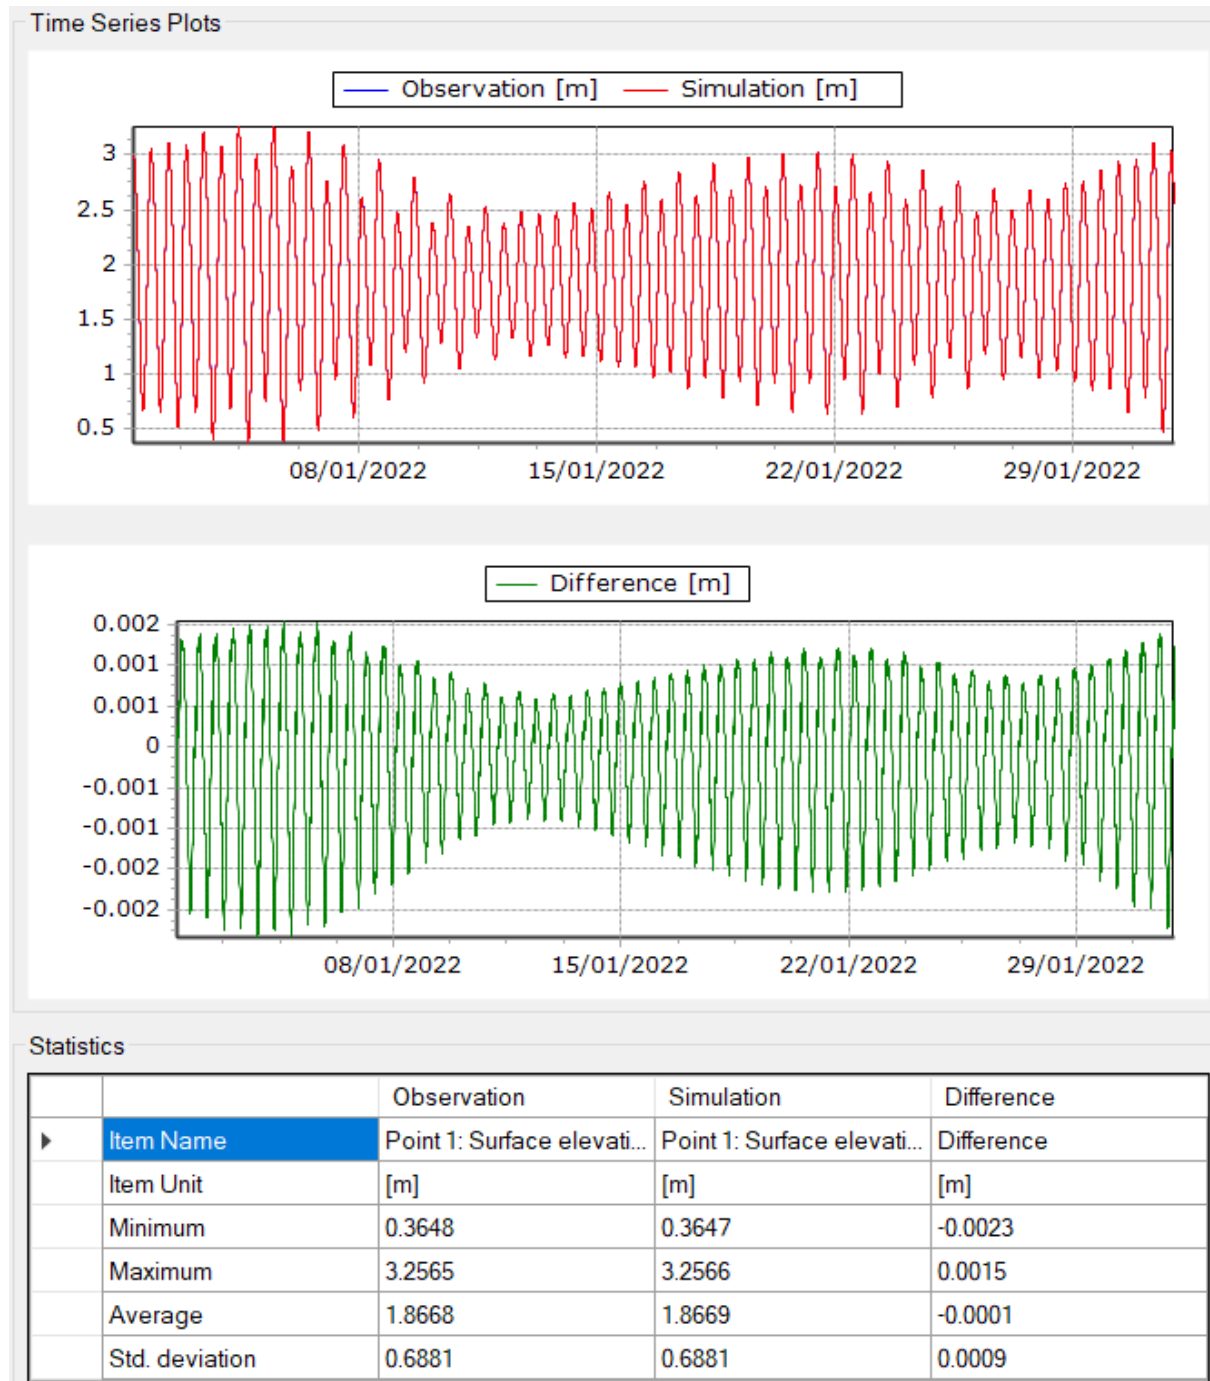 Time Series Plots
Observation [m] Simulation [m]
3
2.5
2
1.5
1
0.5
08/01/2022 15/01/2022 22/01/2022 29/01/2022
Difference [m]
0.002
0.001
0.001
0
-0.001
-0.001
-0.002
-0.002
08/01/2022 15/01/2022 22/01/2022 29/01/2022
Statistics
Observation Simulation Difference
Item Name Point 1: Surface elevati... Point 1: Surface elevati... Difference
Item Unit [m] [m] [m]
Minimum 0.3648 0.3647 -0.0023
Maximum 3.2565 3.2566 0.0015
Average 1.8668 1.8669 -0.0001
Std. deviation 0.6881 0.6881 0.0009